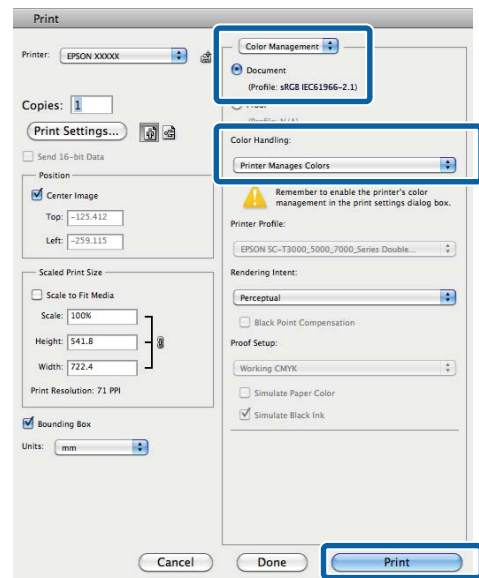 Print
Printer: EPSON XXXXX
Copies: 1
Print Settings...
Send 16-bit Data
Position
Center Image
Top: -125.412
Left: -259.115
Scaled Print Size
Scale to Fit Media
Scale: 100%
Height: 541.8
Width: 722.4
Print Resolution: 71 PPI
Bounding Box
Units: mm
Color Management
Document
(Profile: sRGB IEC61966-2.1)
Color Handling:
Printer Manages Colors
Remember to enable the printer's color
management in the print settings dialog box.
Printer Profile:
EPSON SC-T3000_5000_7000_Series Double...
Rendering Intent:
Perceptual
Black Point Compensation
Proof Setup:
Working CMYK
Simulate Paper Color
Simulate Black Ink
Cancel
Done
Print